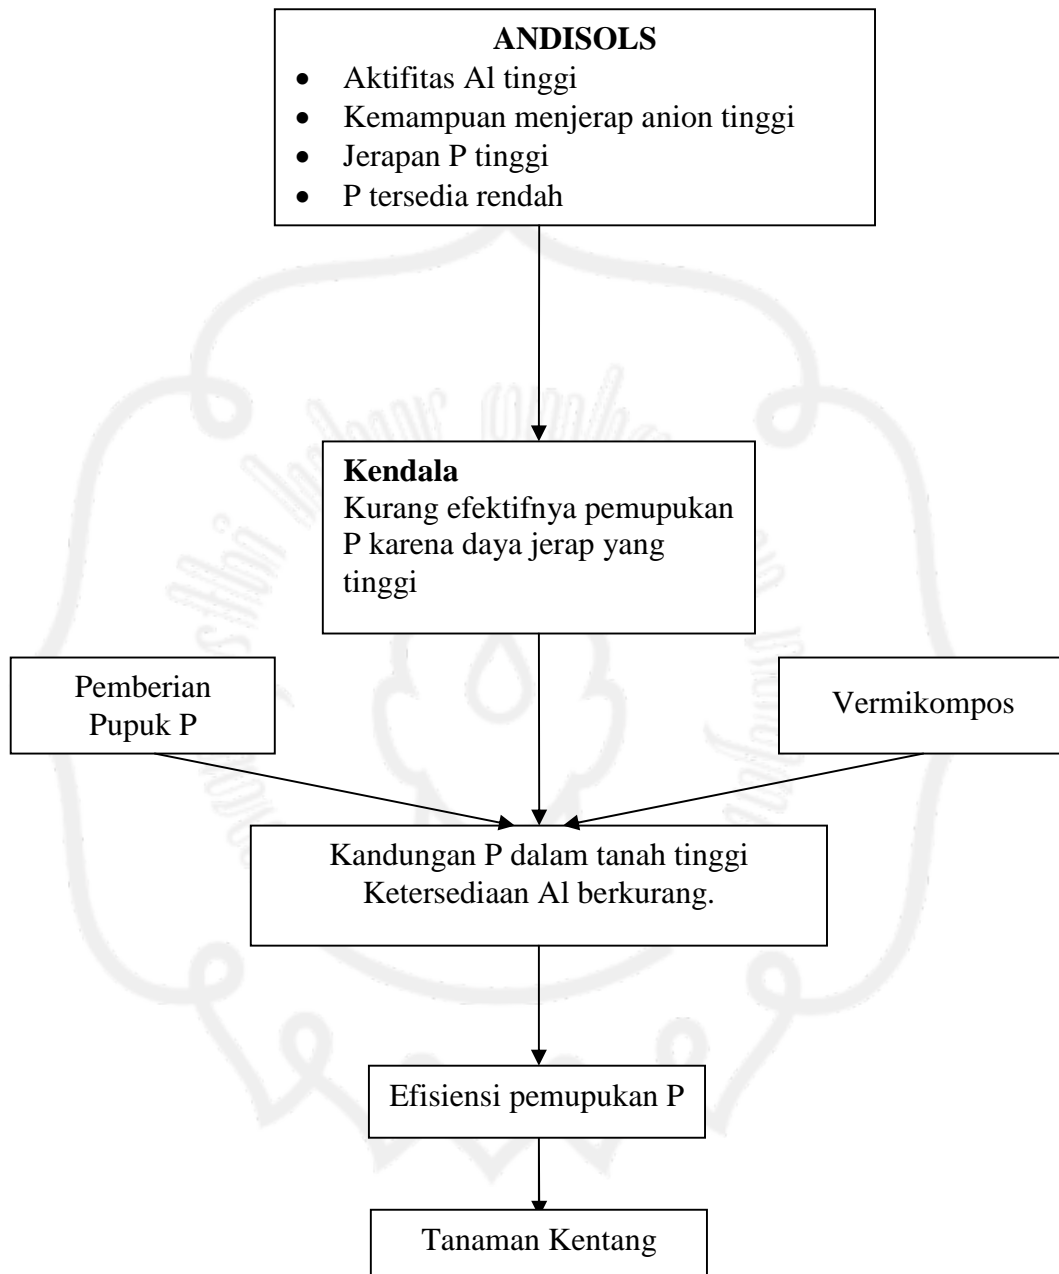 ANDISOLS
• Aktifitas Al tinggi
• Kemampuan menjerap anion tinggi
• Jerapan P tinggi
• P tersedia rendah
Kendala
Kurang efektifnya pemupukan
P karena daya jerap yang
tinggi
Pemberian
Pupuk P
Vermikompos
Kandungan P dalam tanah tinggi
Ketersediaan Al berkurang.
Efisiensi pemupukan P
Tanaman Kentang